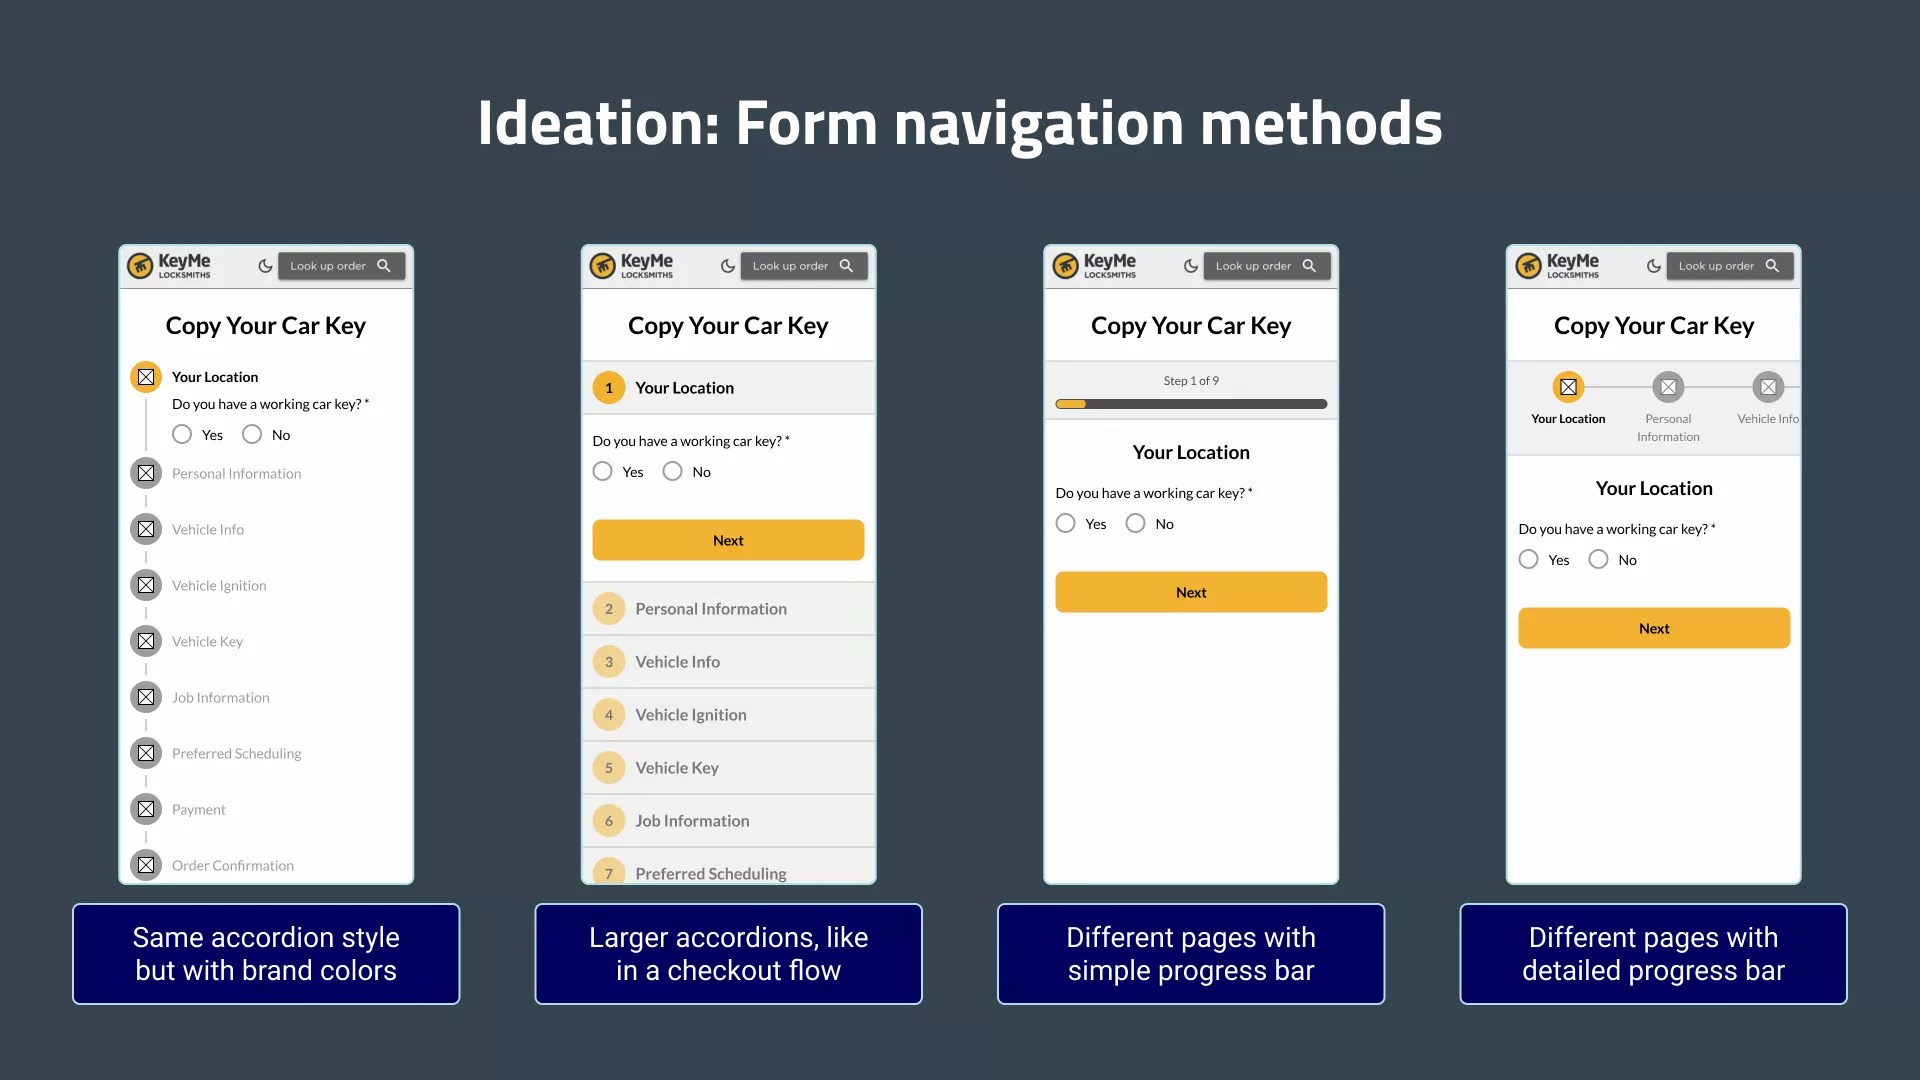 Ideation: Form navigation methods
KeyMe
LOCKSMITHS
Look up order
Copy Your Car Key
Your Location
Do you have a working car key? *
Yes No
Personal Information
Vehicle Info
Vehicle Ignition
Vehicle Key
Job Information
Preferred Scheduling
Payment
Order Confirmation
Same accordion style
but with brand colors
KeyMe
LOCKSMITHS
Look up order
Copy Your Car Key
1 Your Location
Do you have a working car key? *
Yes No
Next
2 Personal Information
3 Vehicle Info
4 Vehicle Ignition
5 Vehicle Key
6 Job Information
7 Preferred Scheduling
Larger accordions, like
in a checkout flow
KeyMe
LOCKSMITHS
Look up order
Copy Your Car Key
Step 1 of 9
Your Location
Do you have a working car key? *
Yes No
Next
Different pages with
simple progress bar
KeyMe
LOCKSMITHS
Look up order
Copy Your Car Key
Your Location
Personal
Information
Vehicle Info
Your Location
Do you have a working car key? *
Yes No
Next
Different pages with
detailed progress bar